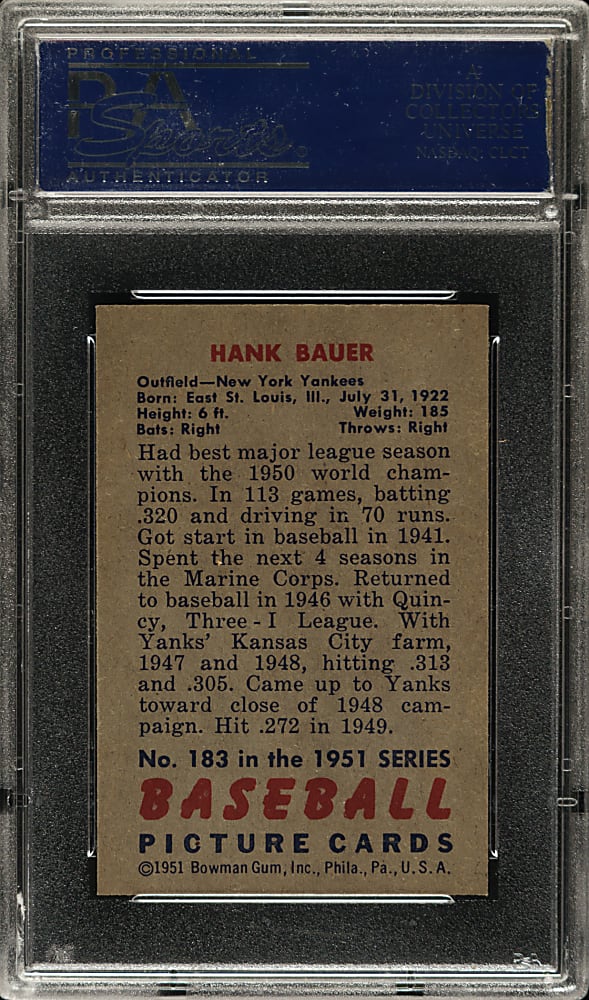 PROFESSIONAL
PSA
Sports
AUTHENTICATOR
A
DIVISION OF
COLLECTORS
UNIVERSE
NASDAQ: CLCT
HANK BAUER
Outfield—New York Yankees
Born: East St. Louis, Ill., July 31, 1922
Height: 6 ft. Weight: 185
Bats: Right Throws: Right
Had best major league season
with the 1950 world cham-
pions. In 113 games, batting
.320 and driving in 70 runs.
Got start in baseball in 1941.
Spent the next 4 seasons in
the Marine Corps. Returned
to baseball in 1946 with Quin-
cy, Three - I League. With
Yanks' Kansas City farm,
1947 and 1948, hitting .313
and .305. Came up to Yanks
toward close of 1948 cam-
paign. Hit .272 in 1949.
No. 183 in the 1951 SERIES
BASEBALL
PICTURE CARDS
©1951 Bowman Gum, Inc., Phila., Pa., U. S. A.
PSA